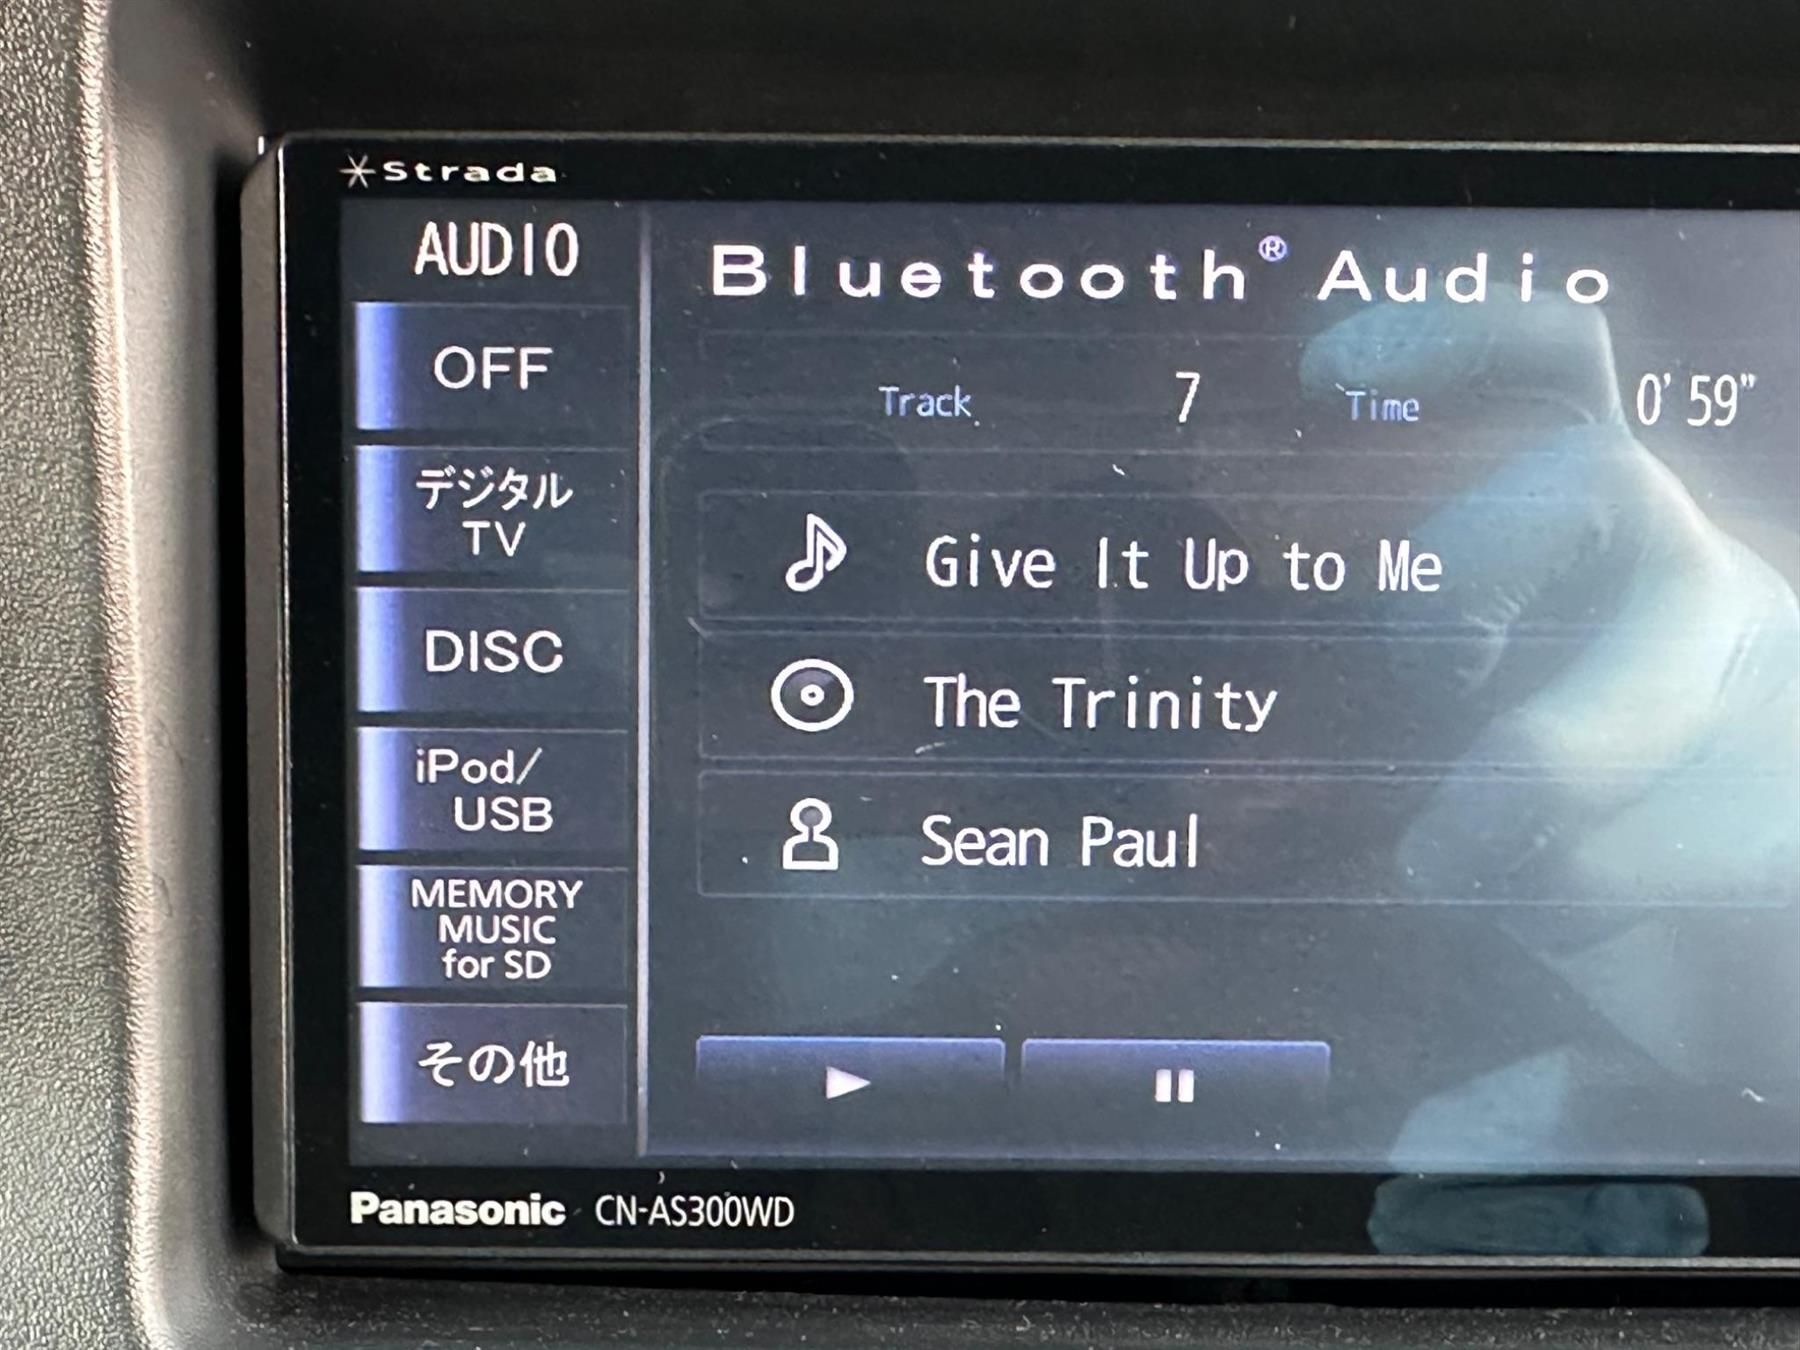 Strada
AUDIO
Bluetooth® Audio
OFF
Track 7 Time 0'59"
デジタル
TV
Give It Up to Me
DISC
The Trinity
iPod/
USB
Sean Paul
MEMORY
MUSIC
for SD
その他
Panasonic CN-AS300WD